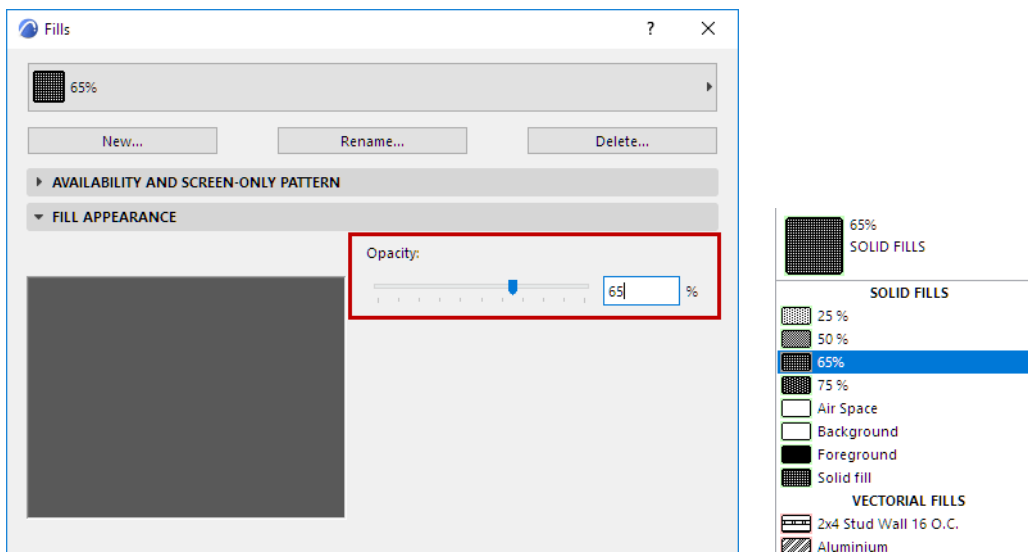 Fills
?
65%
New...
Rename...
Delete...
AVAILABILITY AND SCREEN-ONLY PATTERN
FILL APPEARANCE
Opacity:
65
%
65%
SOLID FILLS
SOLID FILLS
25 %
50 %
65%
75 %
Air Space
Background
Foreground
Solid fill
VECTORIAL FILLS
2x4 Stud Wall 16 O.C.
Aluminium